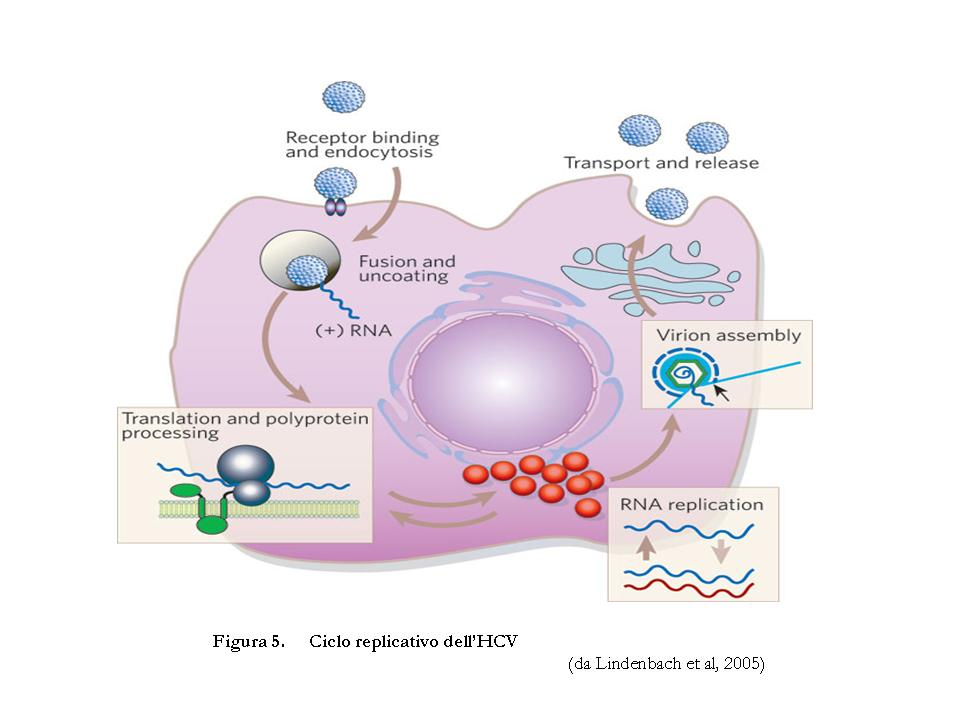 Receptor binding
and endocytosis
Transport and release
Fusion and
uncoating
(+) RNA
Virion assembly
Translation and polyprotein
processing
RNA replication
Figura 5. Ciclo replicativo dell'HCV
(da Lindenbach et al, 2005)